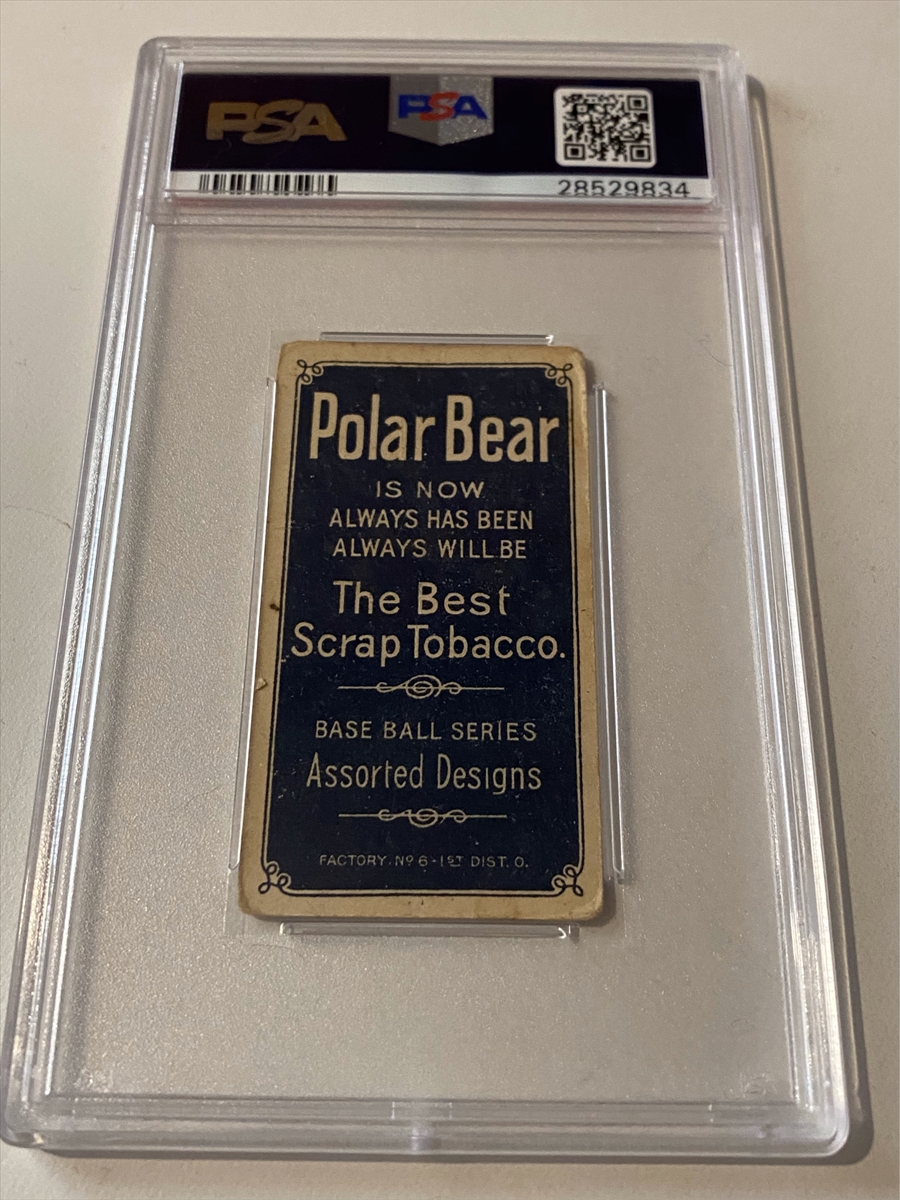 PSA
PSA
28529834
Polar Bear
IS NOW
ALWAYS HAS BEEN
ALWAYS WILL BE
The Best
Scrap Tobacco.
BASE BALL SERIES
Assorted Designs
FACTORY. Nº 6-1ST DIST. O.